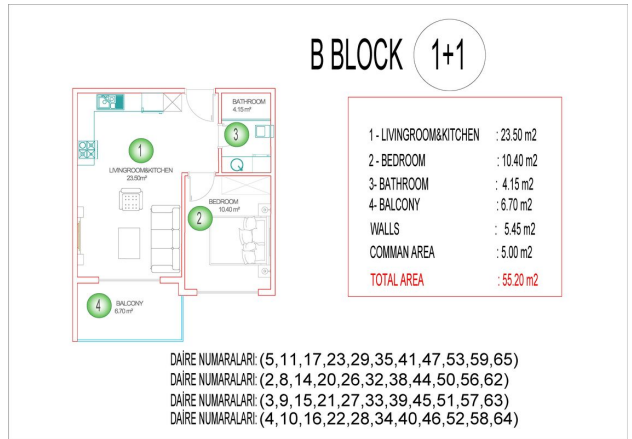 B BLOCK 1+1
BATHROOM
4.15 m²
3
1
LIVINGROOM&KITCHEN
23.50m²
BEDROOM
10.40 m²
2
4
BALCONY
6.70 m²
1 - LIVINGROOM&KITCHEN : 23.50 m2
2 - BEDROOM : 10.40 m2
3- BATHROOM : 4.15 m2
4- BALCONY : 6.70 m2
WALLS : 5.45 m2
COMMAN AREA : 5.00 m2
TOTAL AREA : 55.20 m2
DAİRE NUMARALARI: (5,11,17,23,29,35,41,47,53,59,65)
DAİRE NUMARALARI: (2,8,14,20,26,32,38,44,50,56,62)
DAİRE NUMARALARI: (3,9,15,21,27,33,39,45,51,57,63)
DAİRE NUMARALARI: (4,10,16,22,28,34,40,46,52,58,64)